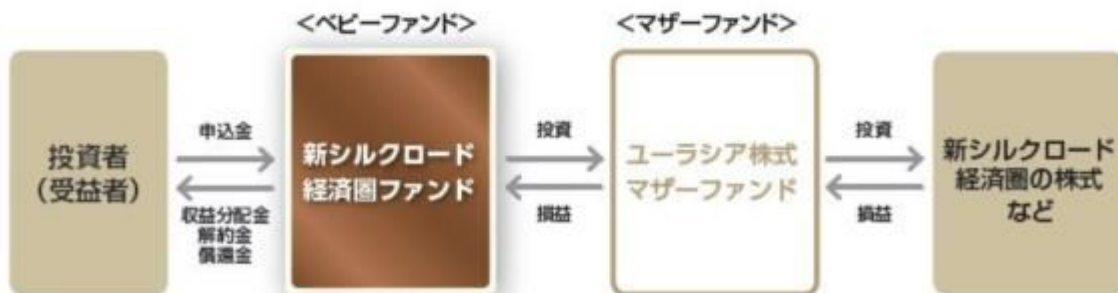 <ベビーファンド>
<マザーファンド>
投資者
(受益者)
申込金
収益分配金
解約金
償還金
新シルクロード
経済圏ファンド
投資
損益
ユーラシア株式
マザーファンド
投資
損益
新シルクロード
経済圏の株式
など